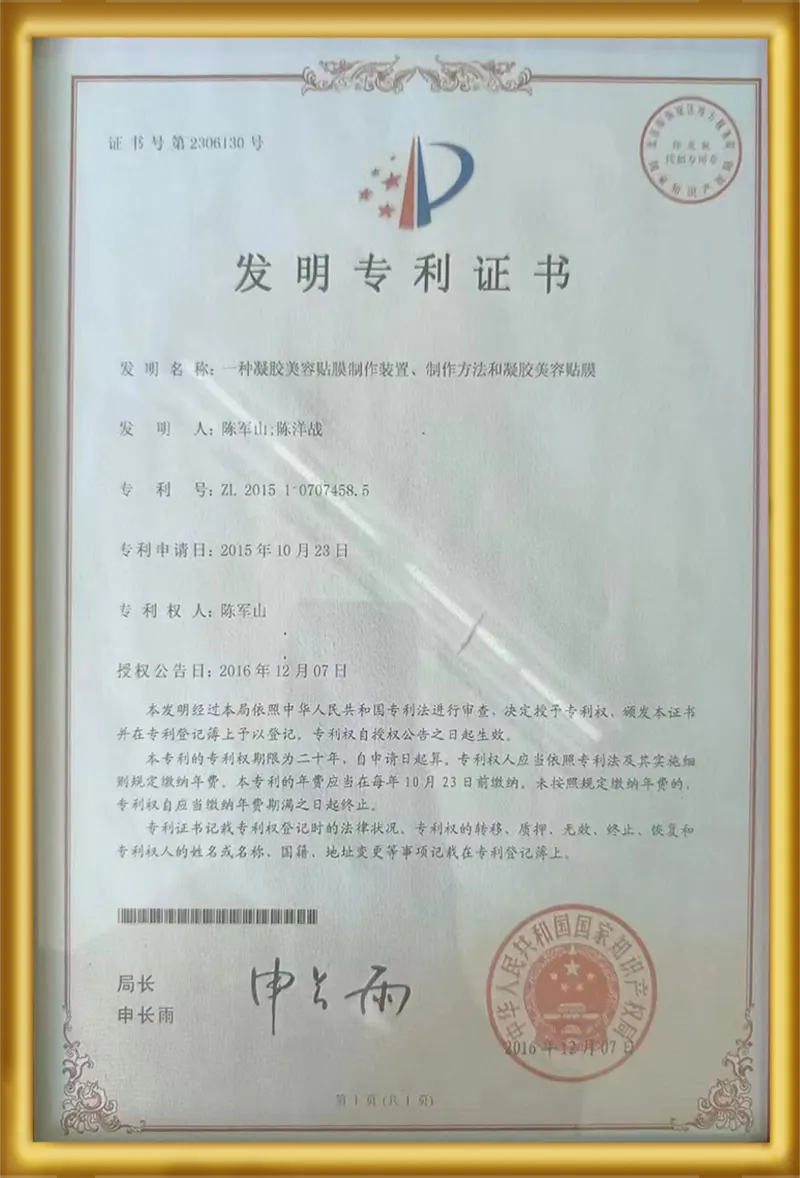 证书号第2306130号
发明专利证书
发明名称：一种凝胶美容贴膜制作装置、制作方法和凝胶美容贴膜
发明人：陈军山;陈洋战
专利号：ZL 2015 1 0707458.5
专利申请日：2015年10月23日
专利权人：陈军山
授权公告日：2016年12月07日
本发明经过本局依照中华人民共和国专利法进行审查，决定授予专利权，颁发本证书
并在专利登记簿上予以登记。专利权自授权公告之日起生效。
本专利的专利权期限为二十年，自申请日起算。专利权人应当依照专利法及其实施细
则规定缴纳年费。本专利的年费应当在每年10月23日前缴纳。未按照规定缴纳年费的，
专利权自应当缴纳年费期满之日起终止。
专利证书记载专利权登记时的法律状况。专利权的转移、质押、无效、终止、恢复和
专利权人的姓名或名称、国籍、地址变更等事项记载在专利登记簿上。
局长
申长雨
申长雨
中华人民共和国国家知识产权局
2016年12月07日
第1页(共1页)